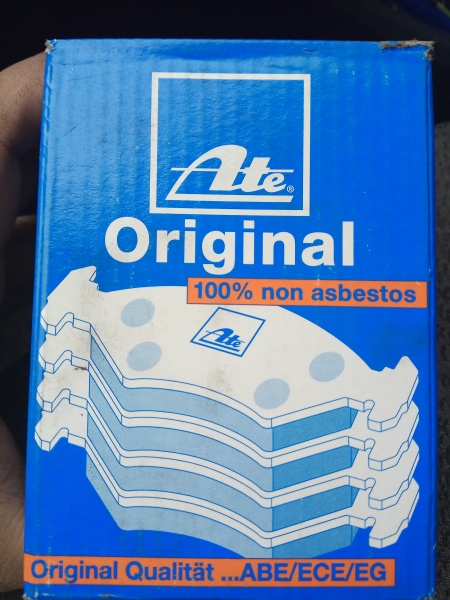 Ate®
Original
100% non asbestos
Ate
Original Qualität ...ABE/ECE/EG